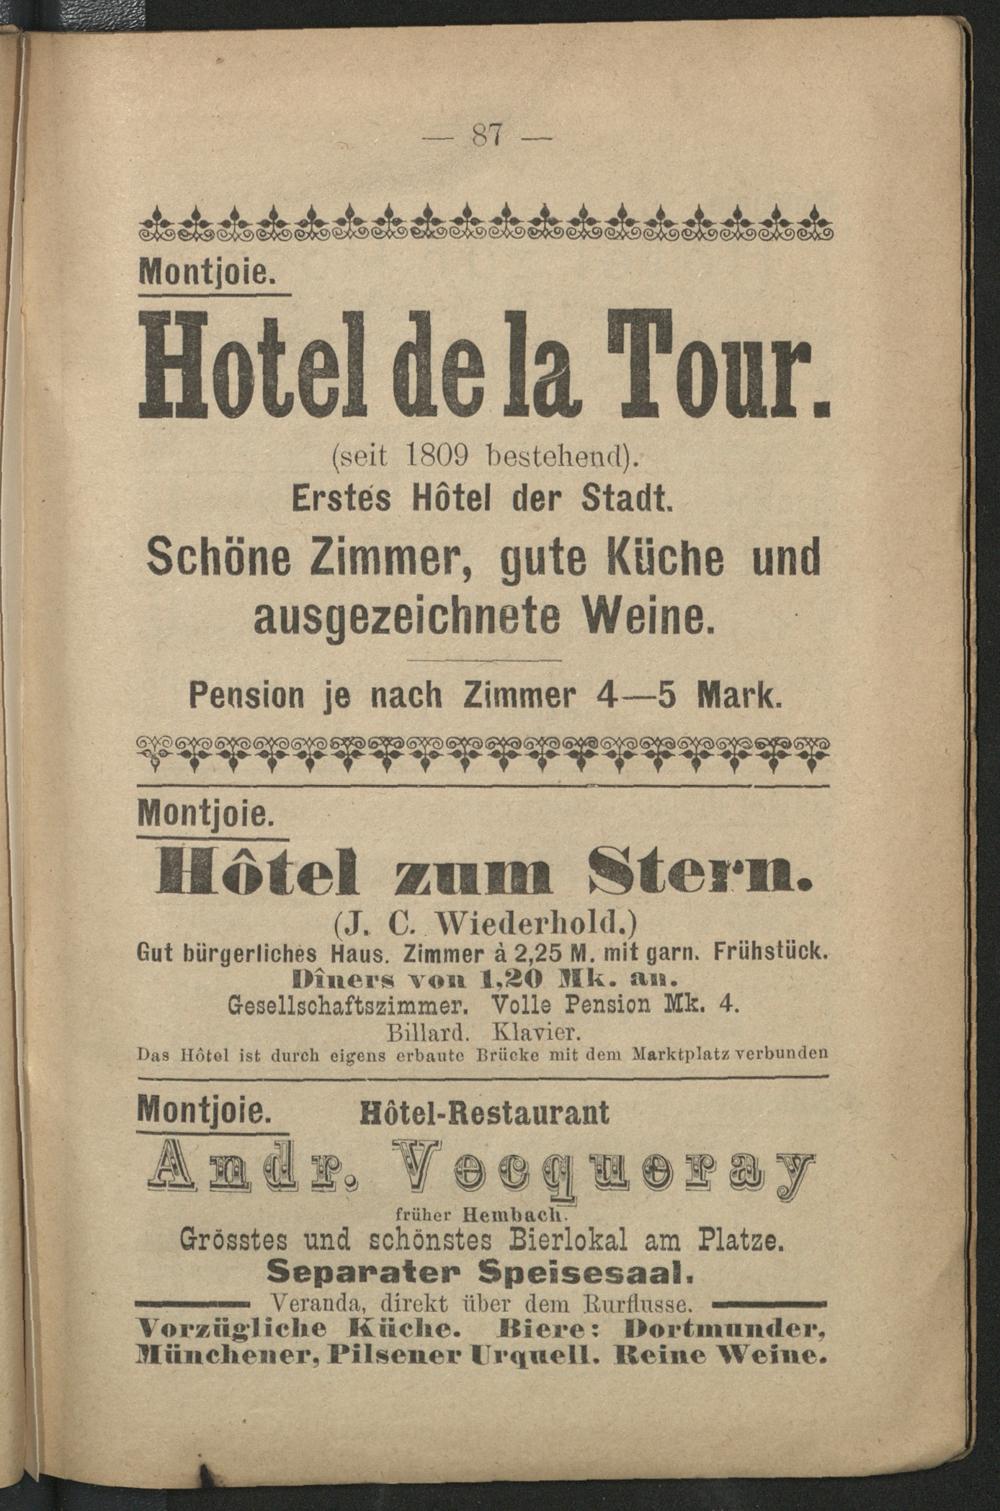 — 87 —
Montjoie.
Hotel de la Tour.
(seit 1809 bestehend).
Erstes Hôtel der Stadt.
Schöne Zimmer, gute Küche und
ausgezeichnete Weine.
Pension je nach Zimmer 4—5 Mark.
Montjoie.
Hôtel zum Stern.
(J. C. Wiederhold.)
Gut bürgerliches Haus. Zimmer à 2,25 M. mit garn. Frühstück.
Dîners von 1,20 Mk. an.
Gesellschaftszimmer. Volle Pension Mk. 4.
Billard. Klavier.
Das Hôtel ist durch eigens erbaute Brücke mit dem Marktplatz verbunden
Montjoie. Hôtel-Restaurant
Andr. Vecqueray
früher Hembach.
Grösstes und schönstes Bierlokal am Platze.
Separater Speisesaal.
Veranda, direkt über dem Rurflusse.
Vorzügliche Küche. Biere: Dortmunder,
Münchener, Pilsener Urquell. Reine Weine.